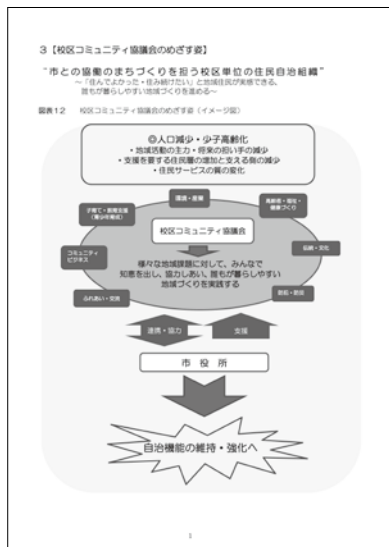 3【校区コミュニティ協議会のめざす姿】
“市との協働のまちづくりを担う校区単位の住民自治組織”
～「住んでよかった・住み続けたい」と地域住民が実感できる、
誰もが暮らしやすい地域づくりを進める～
図表12 校区コミュニティ協議会のめざす姿（イメージ図）
◎人口減少・少子高齢化
・地域活動の主力・将来の担い手の減少
・支援を要する住民層の増加と支える側の減少
・住民サービスの質の変化
環境・産業
子育て・教育支援
（青少年育成）
高齢者・福祉・
健康づくり
校区コミュニティ協議会
コミュニティ
ビジネス
伝統・文化
様々な地域課題に対して、みんなで
知恵を出し、協力しあい、誰もが暮らしやすい
地域づくりを実践する
ふれあい・交流
防犯・防災
連携・協力
支援
市役所
自治機能の維持・強化へ
1